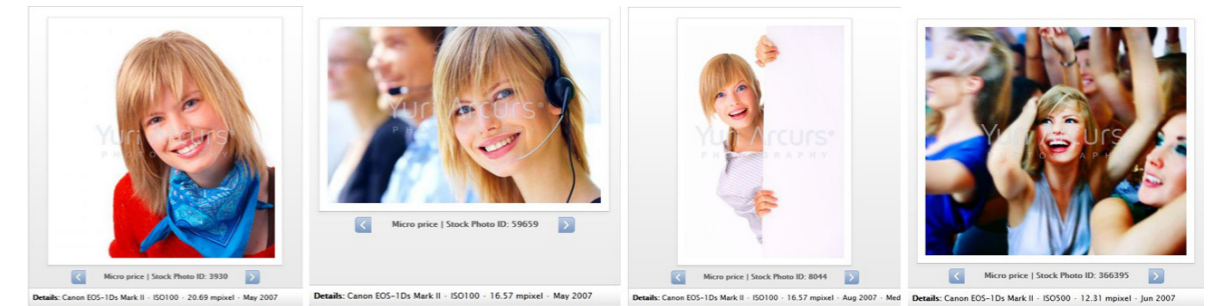 Yuri Arcurs
PHOTO
Micro price | Stock Photo ID: 3930
Details: Canon EOS-1Ds Mark II - ISO100 - 20.69 mpixel - May 2007
Yuri Arcurs
PH
Micro price | Stock Photo ID: 59659
Details: Canon EOS-1Ds Mark II - ISO100 - 16.57 mpixel - May 2007
Yuri Arcurs
PHOTOGRAPHY
Micro price | Stock Photo ID: 8044
Details: Canon EOS-1Ds Mark II - ISO100 - 16.57 mpixel - Aug 2007 - Med
Yuri Arcurs
Micro price | Stock Photo ID: 366395
Details: Canon EOS-1Ds Mark II - ISO500 - 12.31 mpixel - Jun 2007